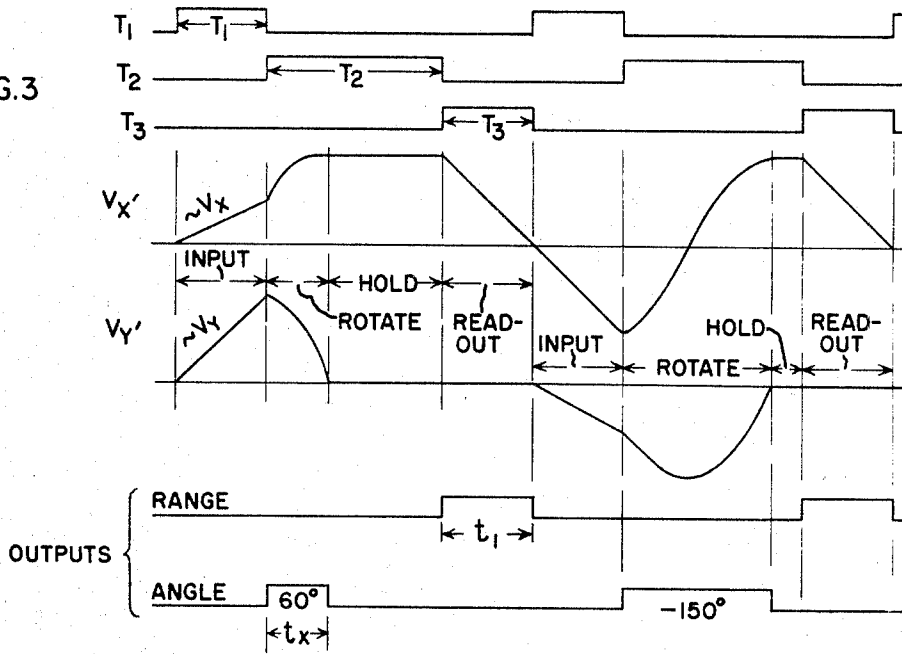 T₁
T₁
T₂
T₂
G.3
T₃
T₃
Vx'
~Vx
INPUT
HOLD
ROTATE
READ-
OUT
Vy'
~Vy
INPUT
ROTATE
HOLD
READ-
OUT
RANGE
t₁
OUTPUTS
ANGLE
60°
-150°
tx